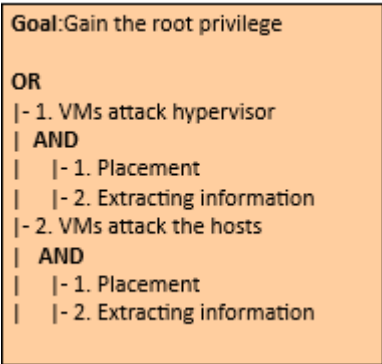 Goal:Gain the root privilege
OR
|- 1. VMs attack hypervisor
| AND
| |- 1. Placement
| |- 2. Extracting information
|- 2. VMs attack the hosts
| AND
| |- 1. Placement
| |- 2. Extracting information